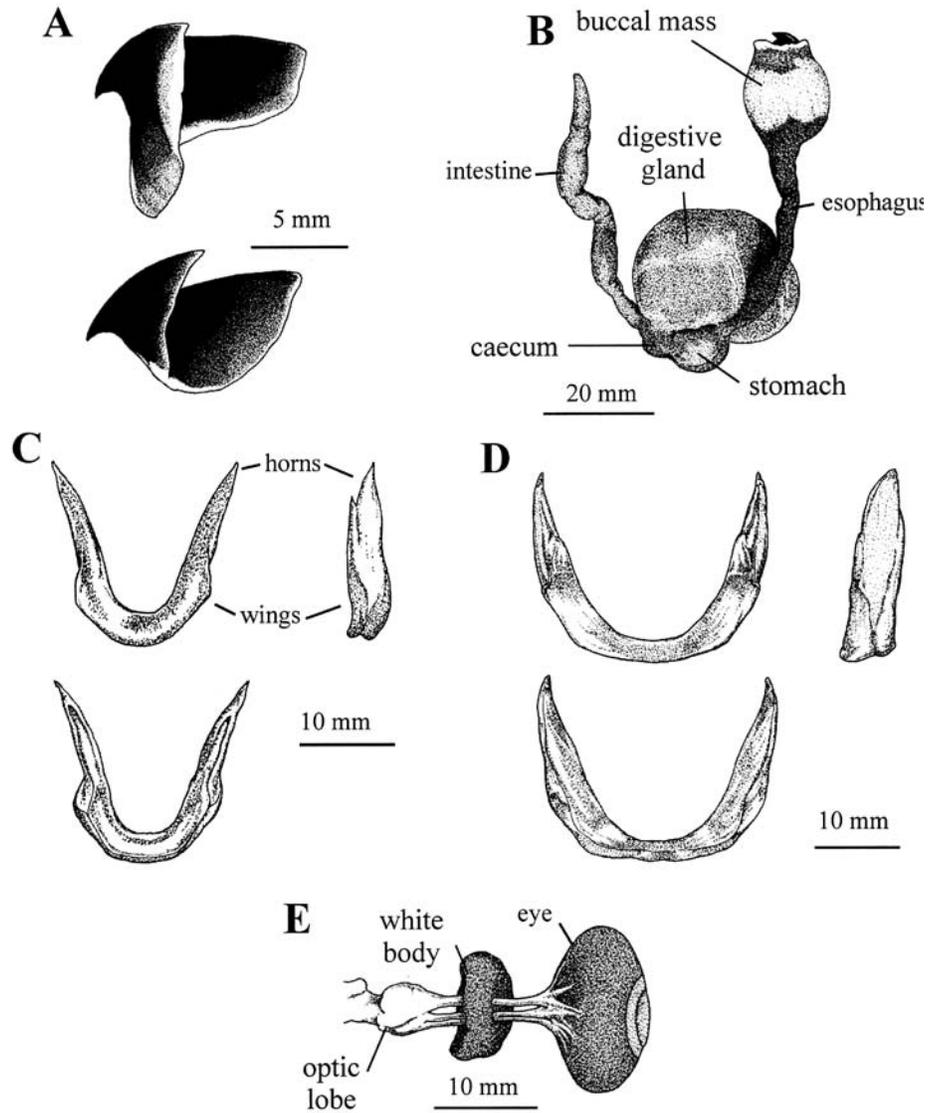 A
5 mm
B
buccal mass
intestine
digestive
gland
esophagus
caecum
stomach
20 mm
C
horns
wings
10 mm
D
10 mm
E
white
body
eye
optic
lobe
10 mm